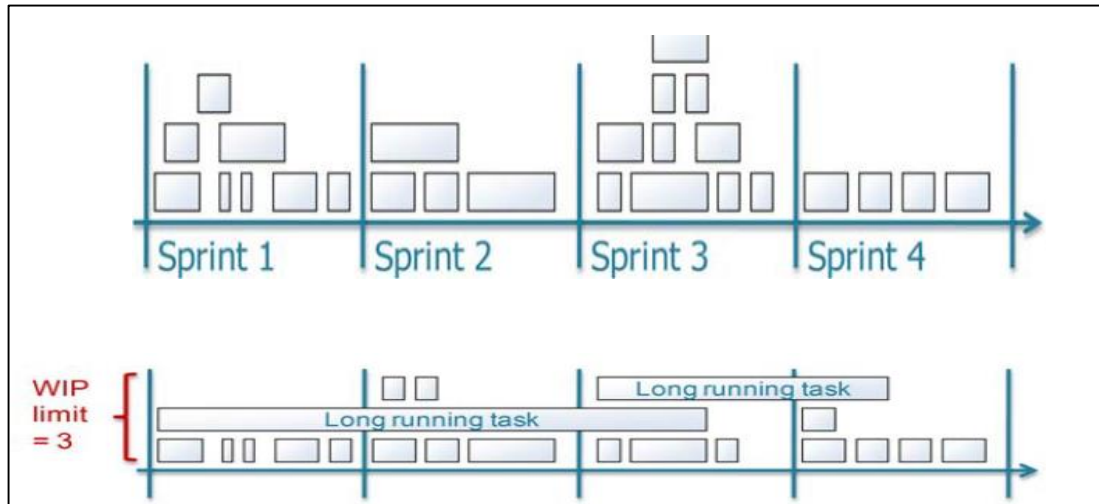 Sprint 1 Sprint 2 Sprint 3 Sprint 4
WIP
limit
= 3
Long running task
Long running task